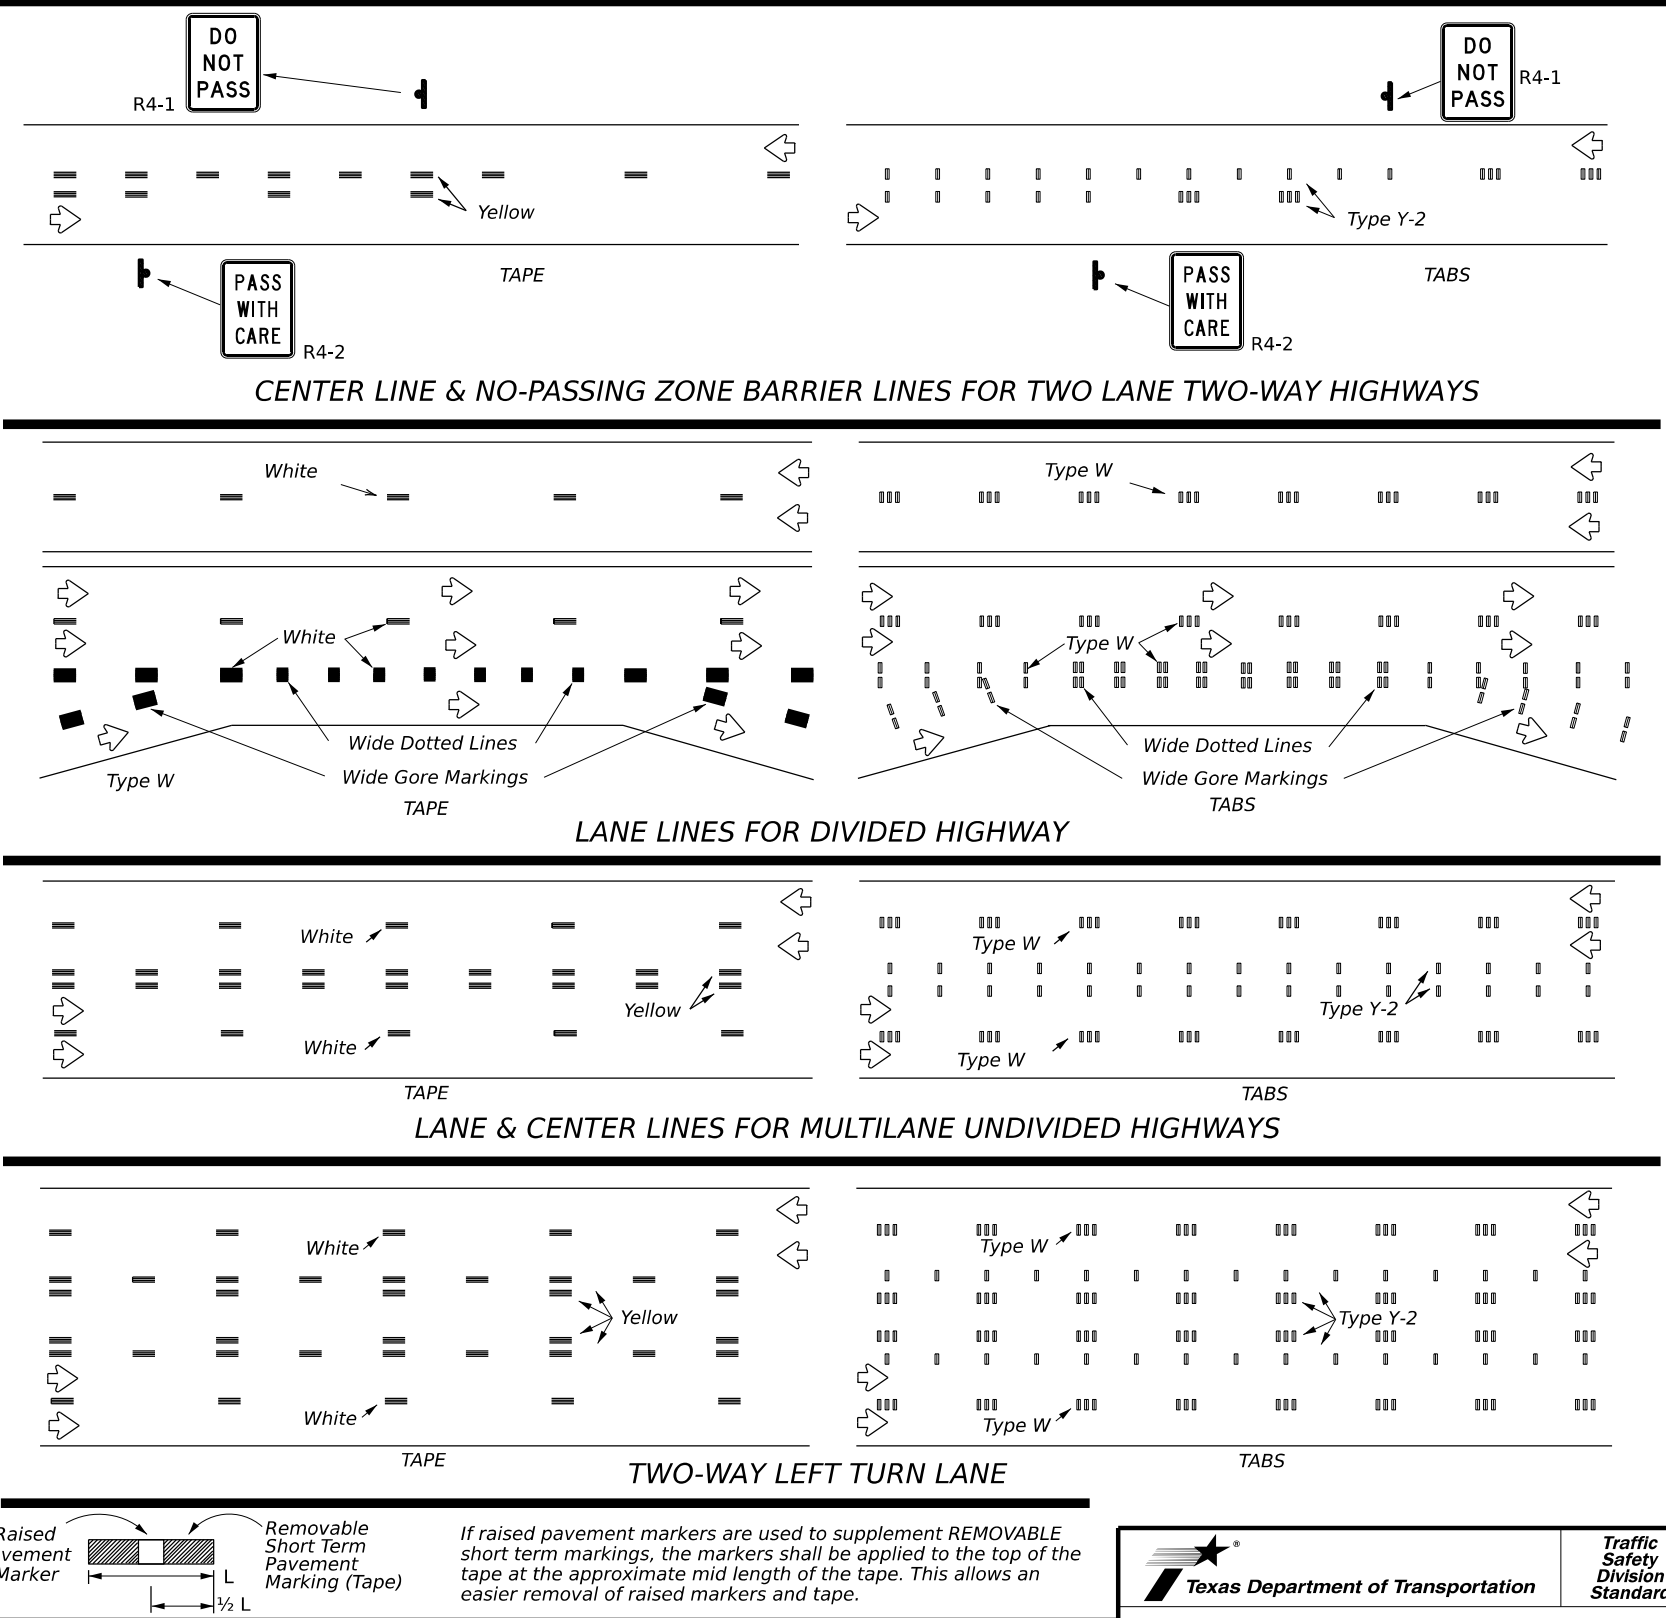 DO
NOT
PASS
R4-1
Yellow
TAPE
PASS
WITH
CARE
R4-2
DO
NOT
PASS
R4-1
Type Y-2
TABS
PASS
WITH
CARE
R4-2
CENTER LINE & NO-PASSING ZONE BARRIER LINES FOR TWO LANE TWO-WAY HIGHWAYS
White
White
Wide Dotted Lines
Wide Gore Markings
Type W
TAPE
Type W
Type W
Wide Dotted Lines
Wide Gore Markings
TABS
LANE LINES FOR DIVIDED HIGHWAY
White
Yellow
White
TAPE
Type W
Type Y-2
Type W
TABS
LANE & CENTER LINES FOR MULTILANE UNDIVIDED HIGHWAYS
White
Yellow
White
TAPE
Type W
Type Y-2
Type W
TABS
TWO-WAY LEFT TURN LANE
Raised
vement
Marker
L
½ L
Removable
Short Term
Pavement
Marking (Tape)
If raised pavement markers are used to supplement REMOVABLE
short term markings, the markers shall be applied to the top of the
tape at the approximate mid length of the tape. This allows an
easier removal of raised markers and tape.
®
Texas Department of Transportation
Traffic
Safety
Division
Standard